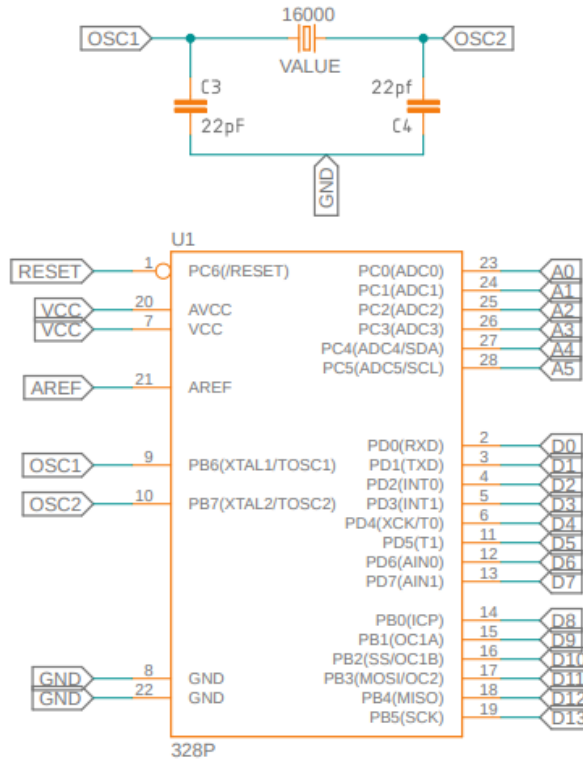 16000
OSC1 OSC2
VALUE
C3 22pf
22pF C4
GND
U1
RESET 1 PC6(/RESET) PC0(ADC0) 23 A0
PC1(ADC1) 24 A1
VCC 20 AVCC PC2(ADC2) 25 A2
VCC 7 VCC PC3(ADC3) 26 A3
PC4(ADC4/SDA) 27 A4
PC5(ADC5/SCL) 28 A5
AREF 21 AREF
PD0(RXD) 2 D0
OSC1 9 PB6(XTAL1/TOSC1) PD1(TXD) 3 D1
PD2(INT0) 4 D2
OSC2 10 PB7(XTAL2/TOSC2) PD3(INT1) 5 D3
PD4(XCK/T0) 6 D4
PD5(T1) 11 D5
PD6(AIN0) 12 D6
PD7(AIN1) 13 D7
PB0(ICP) 14 D8
PB1(OC1A) 15 D9
PB2(SS/OC1B) 16 D10
GND 8 GND PB3(MOSI/OC2) 17 D11
GND 22 GND PB4(MISO) 18 D12
PB5(SCK) 19 D13
328P